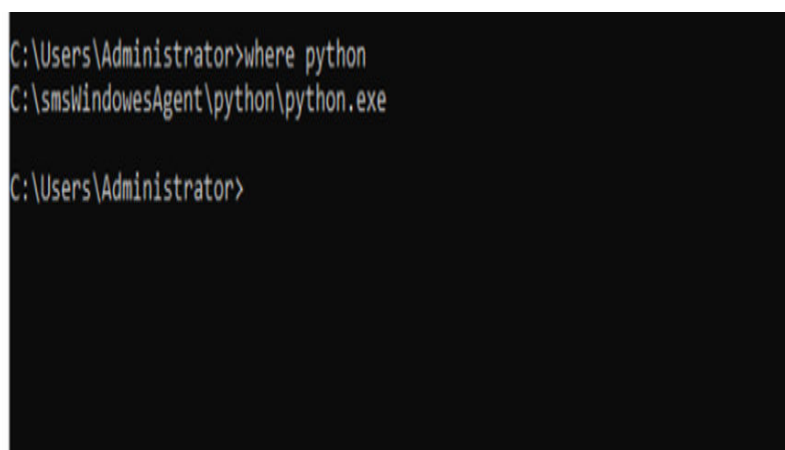 C:\Users\Administrator>where python
C:\smsWindowesAgent\python\python.exe
C:\Users\Administrator>